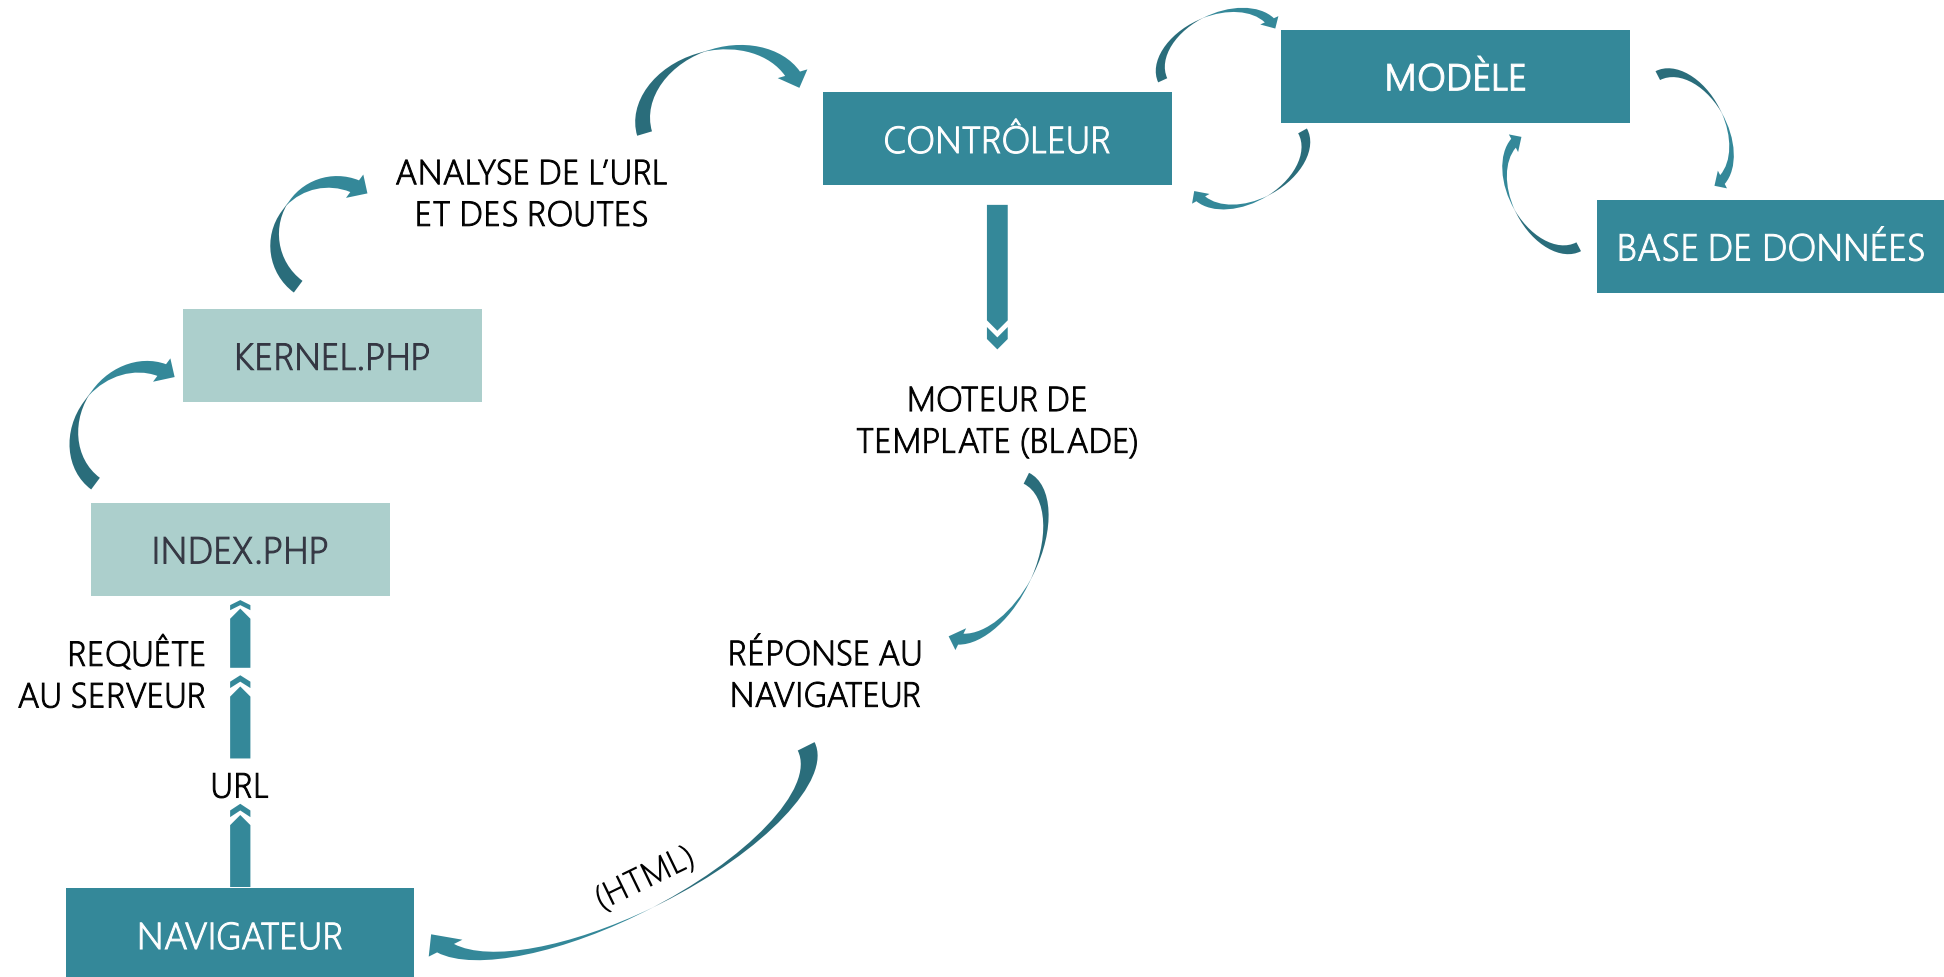 MODÈLE
CONTRÔLEUR
ANALYSE DE L’URL
ET DES ROUTES
BASE DE DONNÉES
KERNEL.PHP
MOTEUR DE
TEMPLATE (BLADE)
INDEX.PHP
REQUÊTE
AU SERVEUR
RÉPONSE AU
NAVIGATEUR
URL
(HTML)
NAVIGATEUR